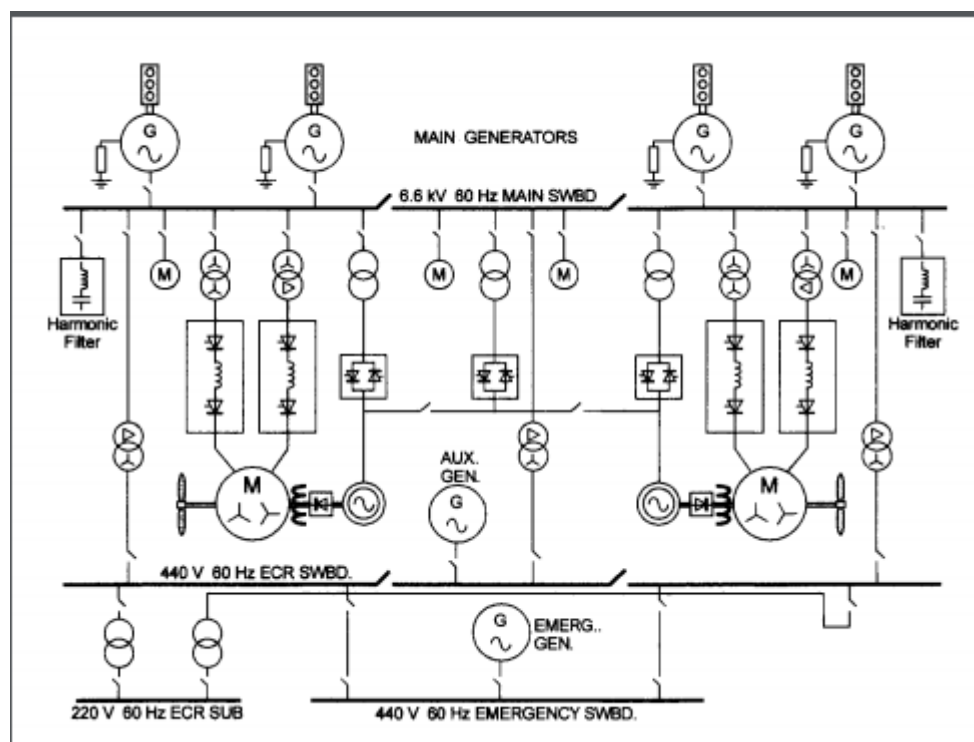 G
G
G
G
MAIN GENERATORS
6.6 kV 60 Hz MAIN SWBD
M
M
M
M
Harmonic
Filter
Harmonic
Filter
AUX.
GEN.
G
M
M
440 V 60 Hz ECR SWBD.
G
EMERG..
GEN.
220 V 60 Hz ECR SUB
440 V 60 Hz EMERGENCY SWBD.